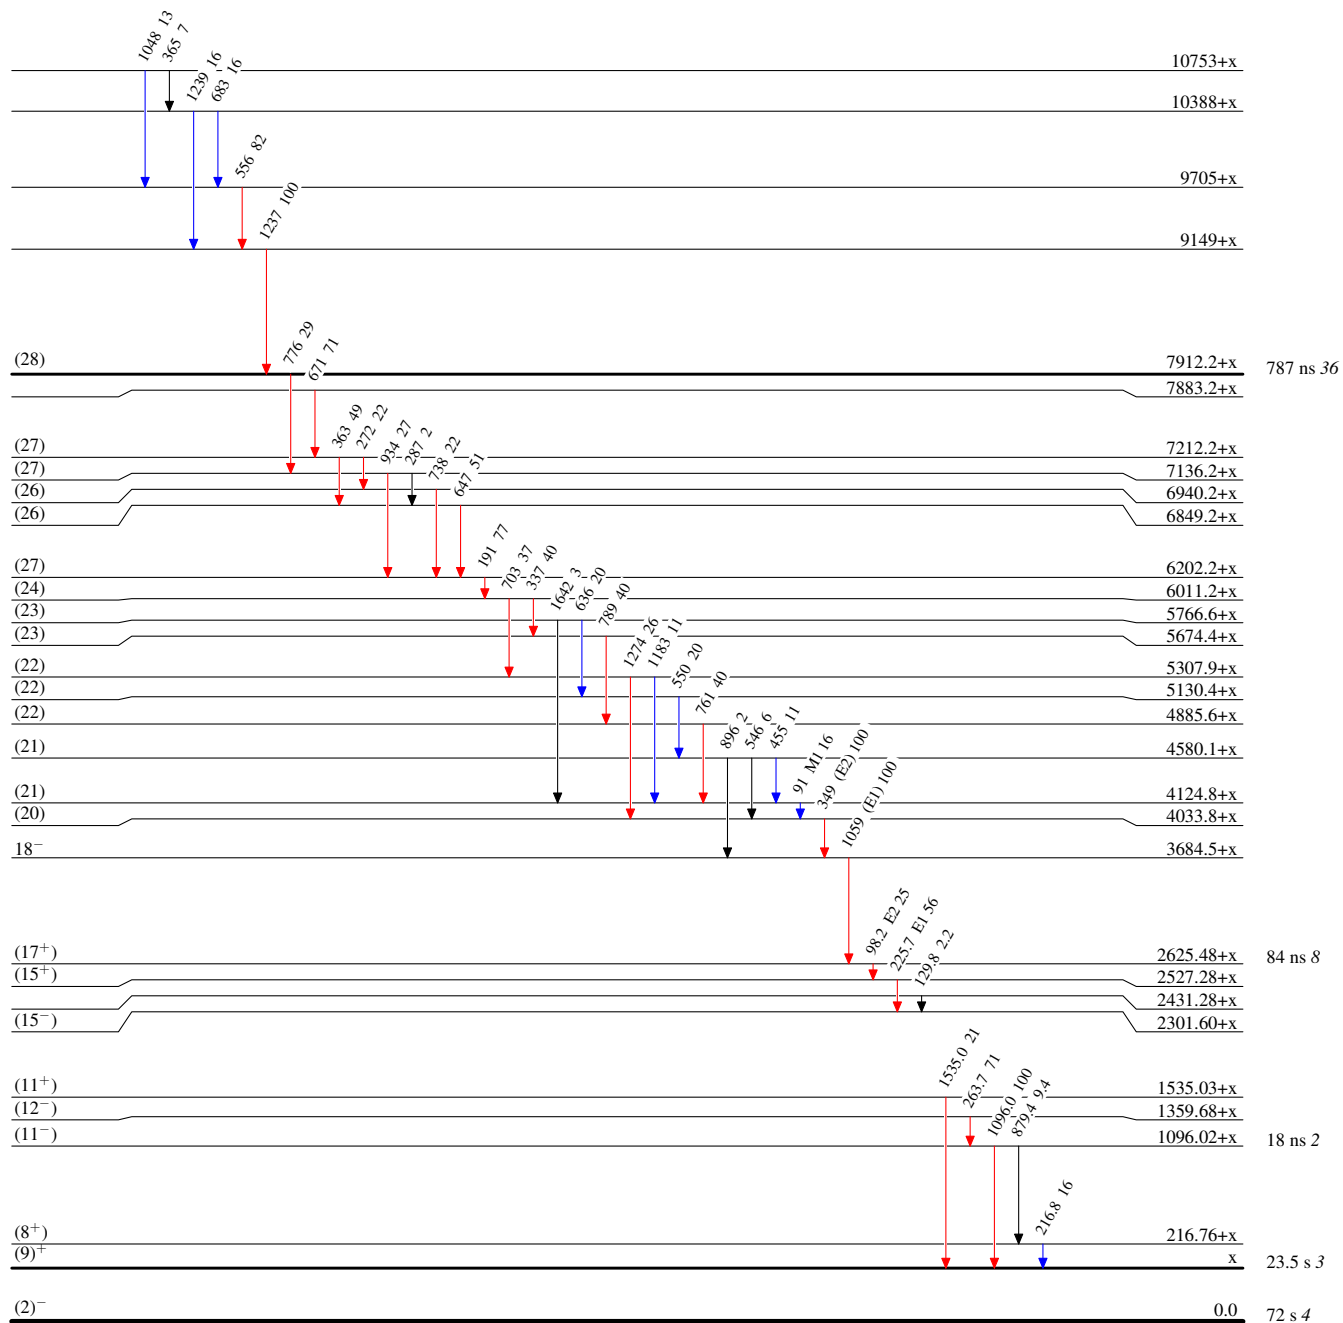 1048 13
365 7
1239 16
683 16
556 82
1237 100
776 29
671 71
363 49
272 22
934 27
287 2
738 22
647 51
191 77
703 37
337 40
1642 3
636 20
789 40
1274 26
1183 11
550 20
761 40
896 2
546 6
455 11
91 M1 16
349 (E2) 100
1059 (E1) 100
98.2 E2 25
225.7 E1 56
129.8 2.2
1535.0 21
263.7 71
1096.0 100
879.4 9.4
216.8 16
10753+x
10388+x
9705+x
9149+x
(28) 7912.2+x 787 ns 36
7883.2+x
(27) 7212.2+x
(27) 7136.2+x
(26) 6940.2+x
(26) 6849.2+x
(27) 6202.2+x
(24) 6011.2+x
(23) 5766.6+x
(23) 5674.4+x
(22) 5307.9+x
(22) 5130.4+x
(22) 4885.6+x
(21) 4580.1+x
(21) 4124.8+x
(20) 4033.8+x
18⁻ 3684.5+x
(17⁺) 2625.48+x 84 ns 8
(15⁺) 2527.28+x
2431.28+x
(15⁻) 2301.60+x
(11⁺) 1535.03+x
(12⁻) 1359.68+x
(11⁻) 1096.02+x 18 ns 2
(8⁺) 216.76+x
(9)⁺ x 23.5 s 3
(2)⁻ 0.0 72 s 4